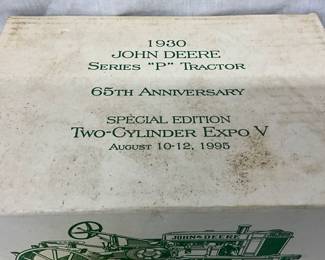 1930
JOHN DEERE
SERIES "P" TRACTOR
65TH ANNIVERSARY
SPECIAL EDITION
TWO-CYLINDER EXPO V
AUGUST 10-12, 1995
JOHN DEERE